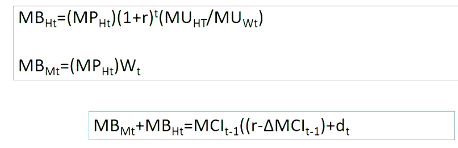 MB_Ht=(MP_Ht)(1+r)^t(MU_HT/MU_Wt)
MB_Mt=(MP_Ht)W_t
MB_Mt+MB_Ht=MCI_t-1((r-ΔMCI_t-1)+d_t